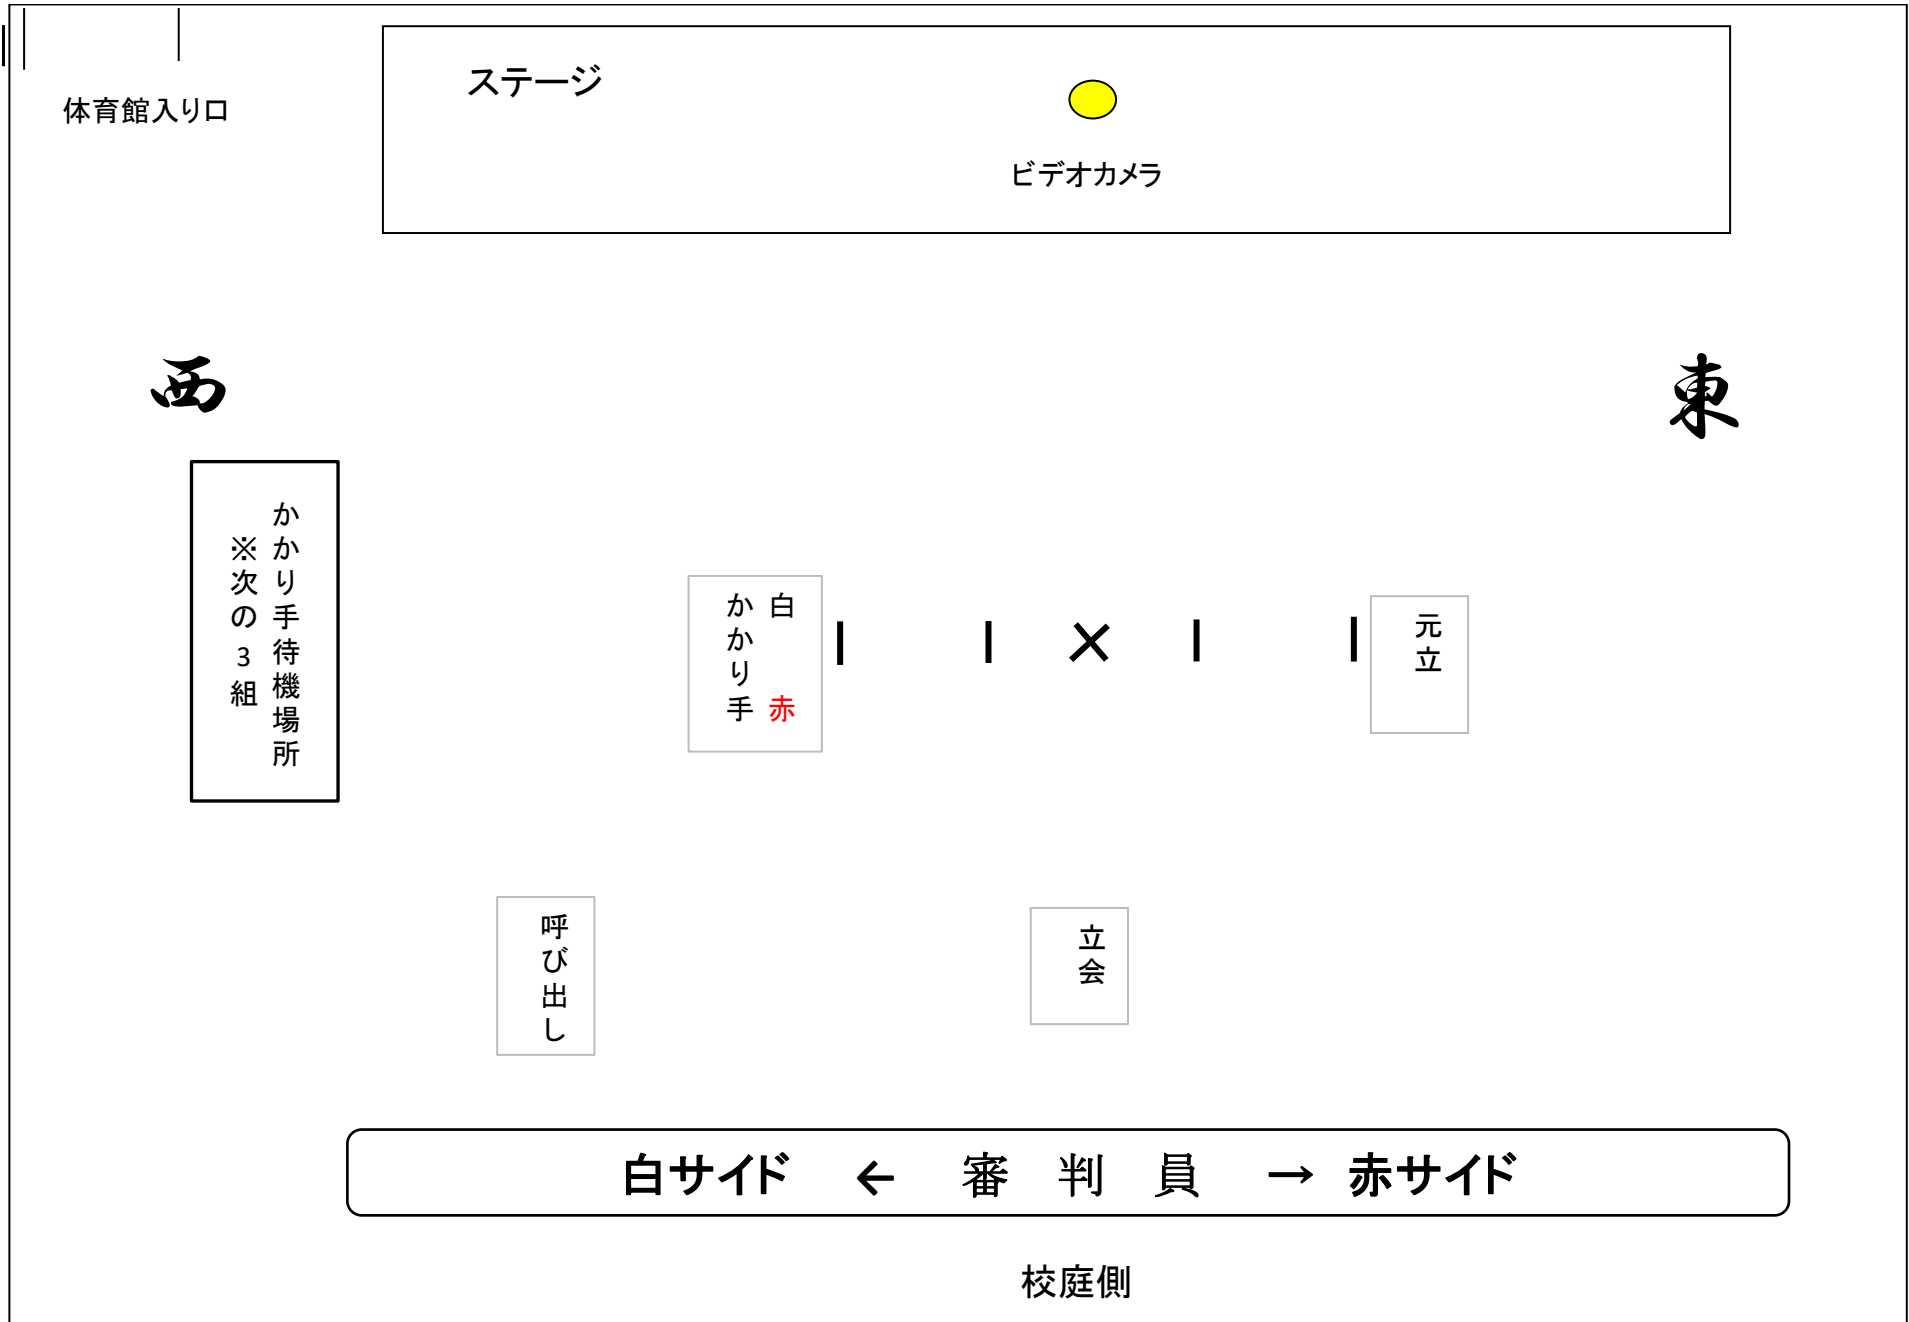 体育館入り口
ステージ
ビデオカメラ
西
東
かかり手待機場所
※次の3組
白 赤
かかり手
×
元立
呼び出し
立会
白サイド ← 審 判 員 → 赤サイド
校庭側